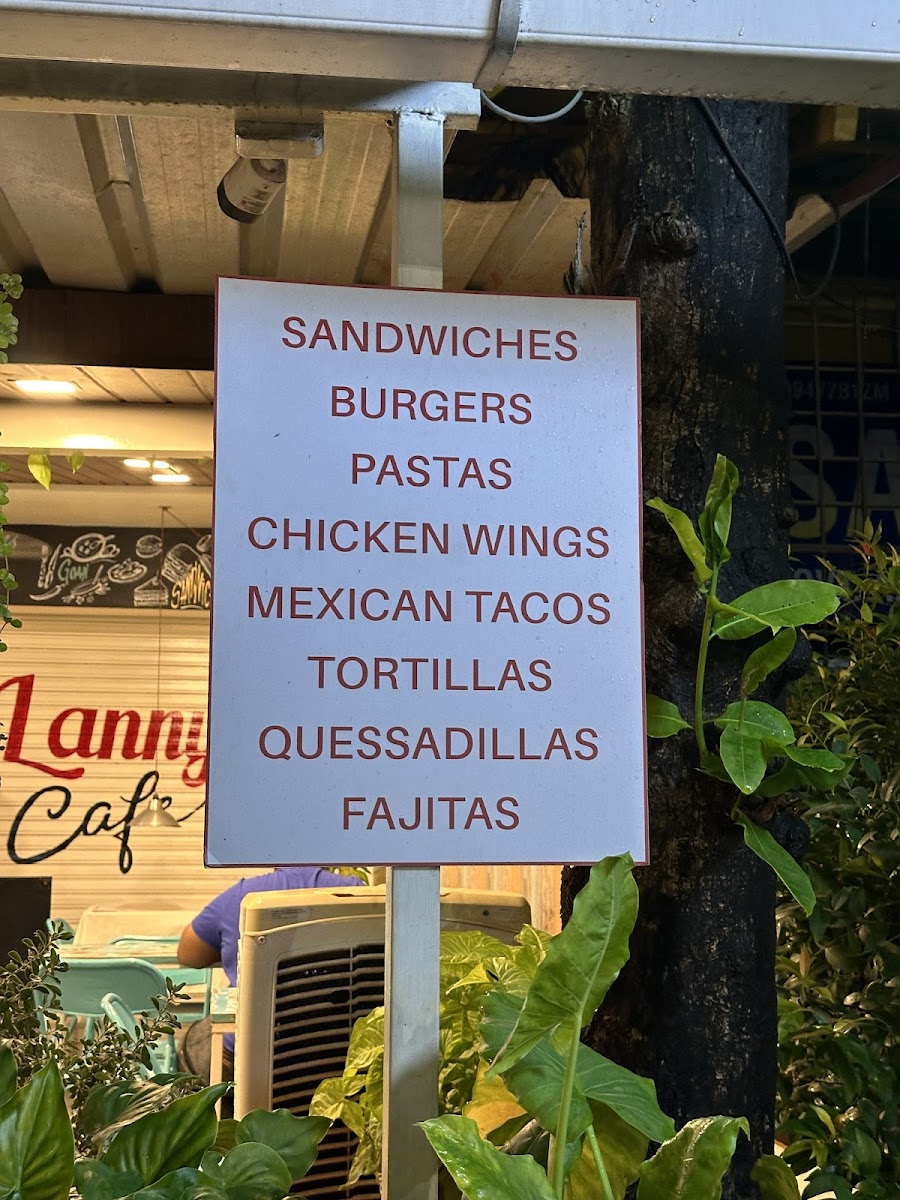 SANDWICHES
BURGERS
PASTAS
CHICKEN WINGS
MEXICAN TACOS
TORTILLAS
QUESSADILLAS
FAJITAS
Lanny
Cafe